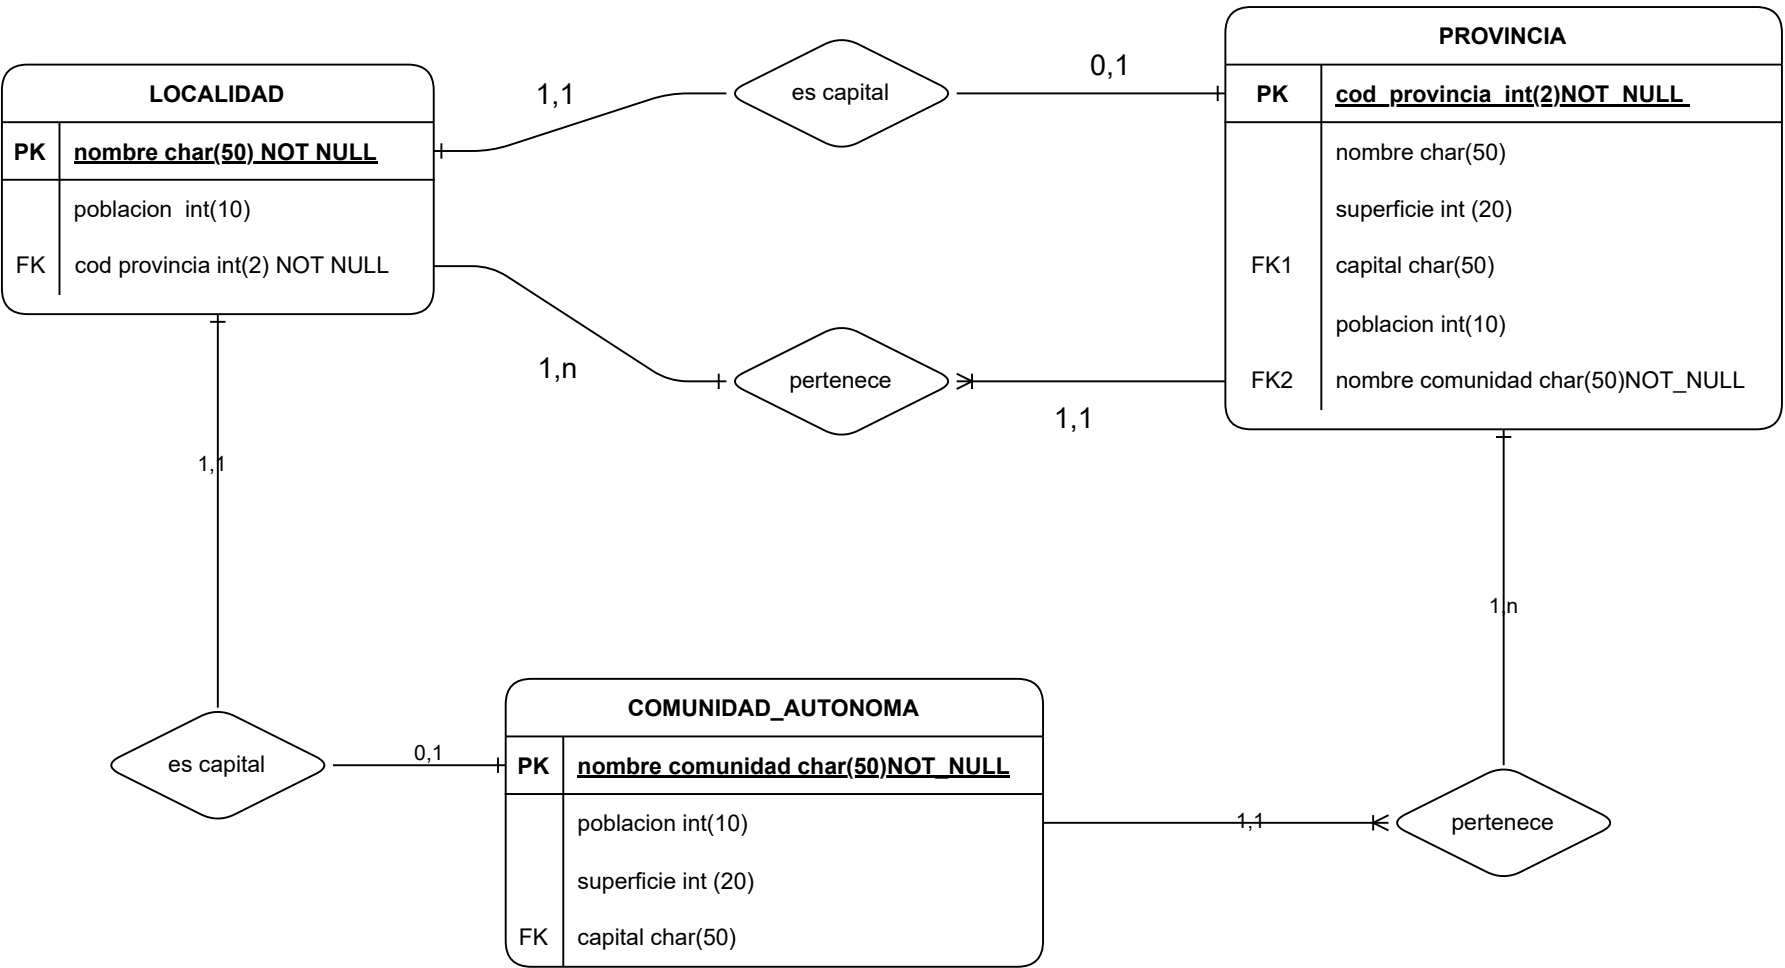 LOCALIDAD
PK nombre char(50) NOT NULL
poblacion  int(10)
FK cod provincia int(2) NOT NULL
1,1
es capital
0,1
PROVINCIA
PK cod_provincia int(2)NOT_NULL
nombre char(50)
superficie int (20)
FK1 capital char(50)
poblacion int(10)
FK2 nombre comunidad char(50)NOT_NULL
1,n
pertenece
1,1
1,1
1,n
es capital
0,1
COMUNIDAD_AUTONOMA
PK nombre comunidad char(50)NOT_NULL
poblacion int(10)
superficie int (20)
FK capital char(50)
1,1
pertenece